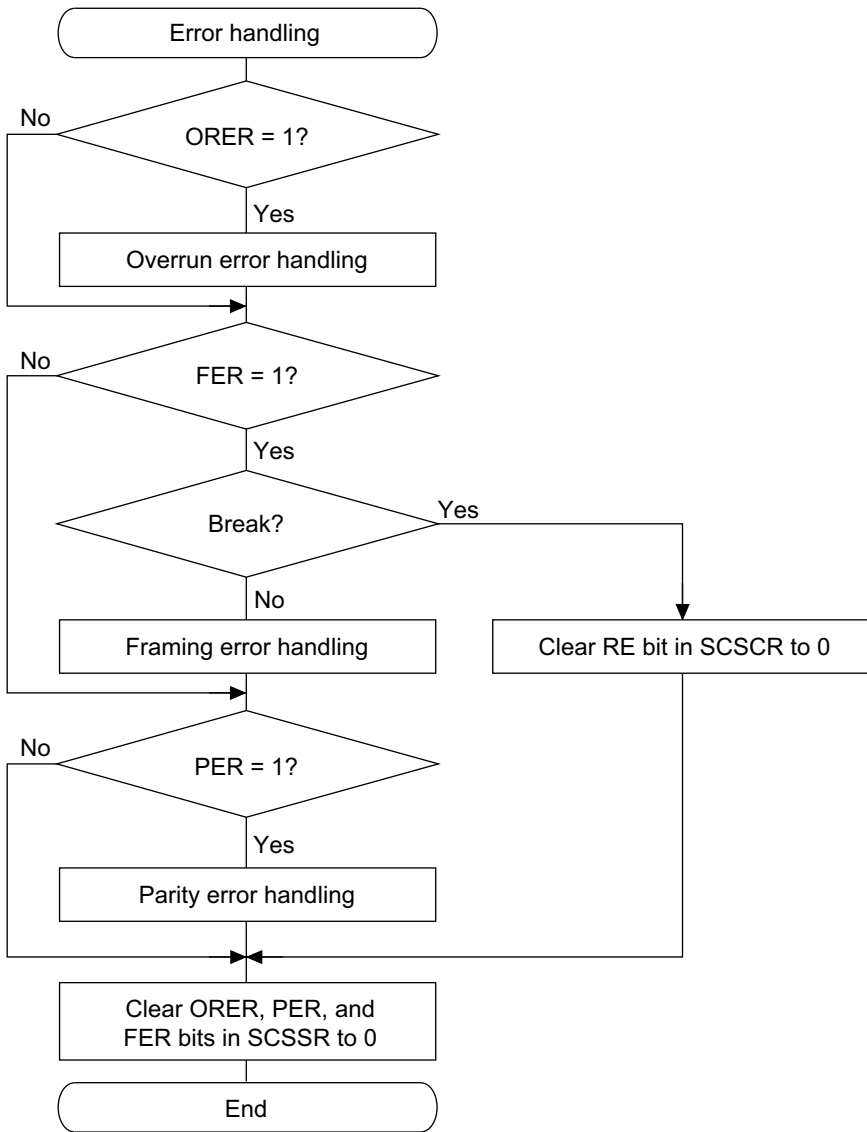 Error handling
No
ORER = 1?
Yes
Overrun error handling
No
FER = 1?
Yes
Break?
Yes
No
Framing error handling
Clear RE bit in SCSCR to 0
No
PER = 1?
Yes
Parity error handling
Clear ORER, PER, and
FER bits in SCSSR to 0
End